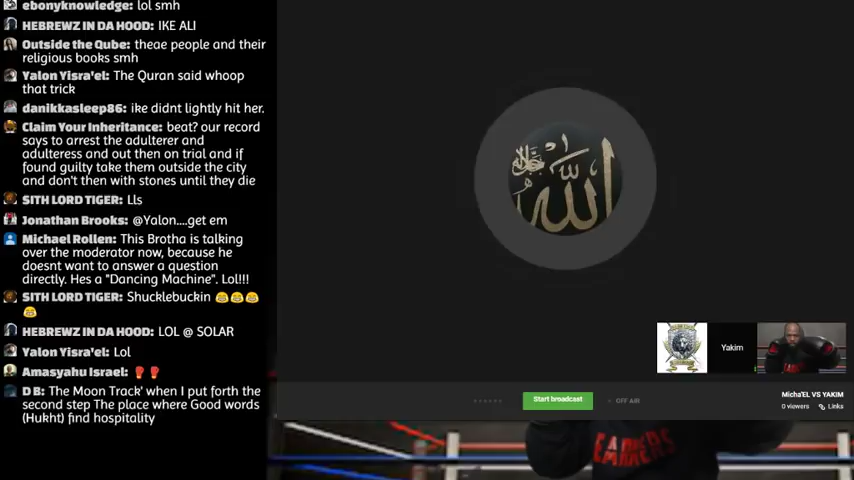 ebonyknowledge: lol smh
HEBREWZ IN DA HOOD: IKE ALI
Outside the Qube: theae people and their
religious books smh
Yalon Yisra'el: The Quran said whoop
that trick
danikkasleep86: ike didnt lightly hit her.
Claim Your Inheritance: beat? our record
says to arrest the adulterer and
adulteress and out then on trial and if
found guilty take them outside the city
and don't then with stones until they die
SITH LORD TIGER: Lls
Jonathan Brooks: @Yalon....get em
Michael Rollen: This Brotha is talking
over the moderator now, because he
doesnt want to answer a question
directly. Hes a "Dancing Machine". Lol!!!
SITH LORD TIGER: Shucklebuckin 😂😂😂
😂
HEBREWZ IN DA HOOD: LOL @ SOLAR
Yalon Yisra'el: Lol
Amasyahu Israel: 🥊 🥊
D B: The Moon Track' when I put forth the
second step The place where Good words
(Hukht) find hospitality
الله
Yakim
Start broadcast
OFF AIR
Micha'EL VS YAKIM
0 viewers
Links